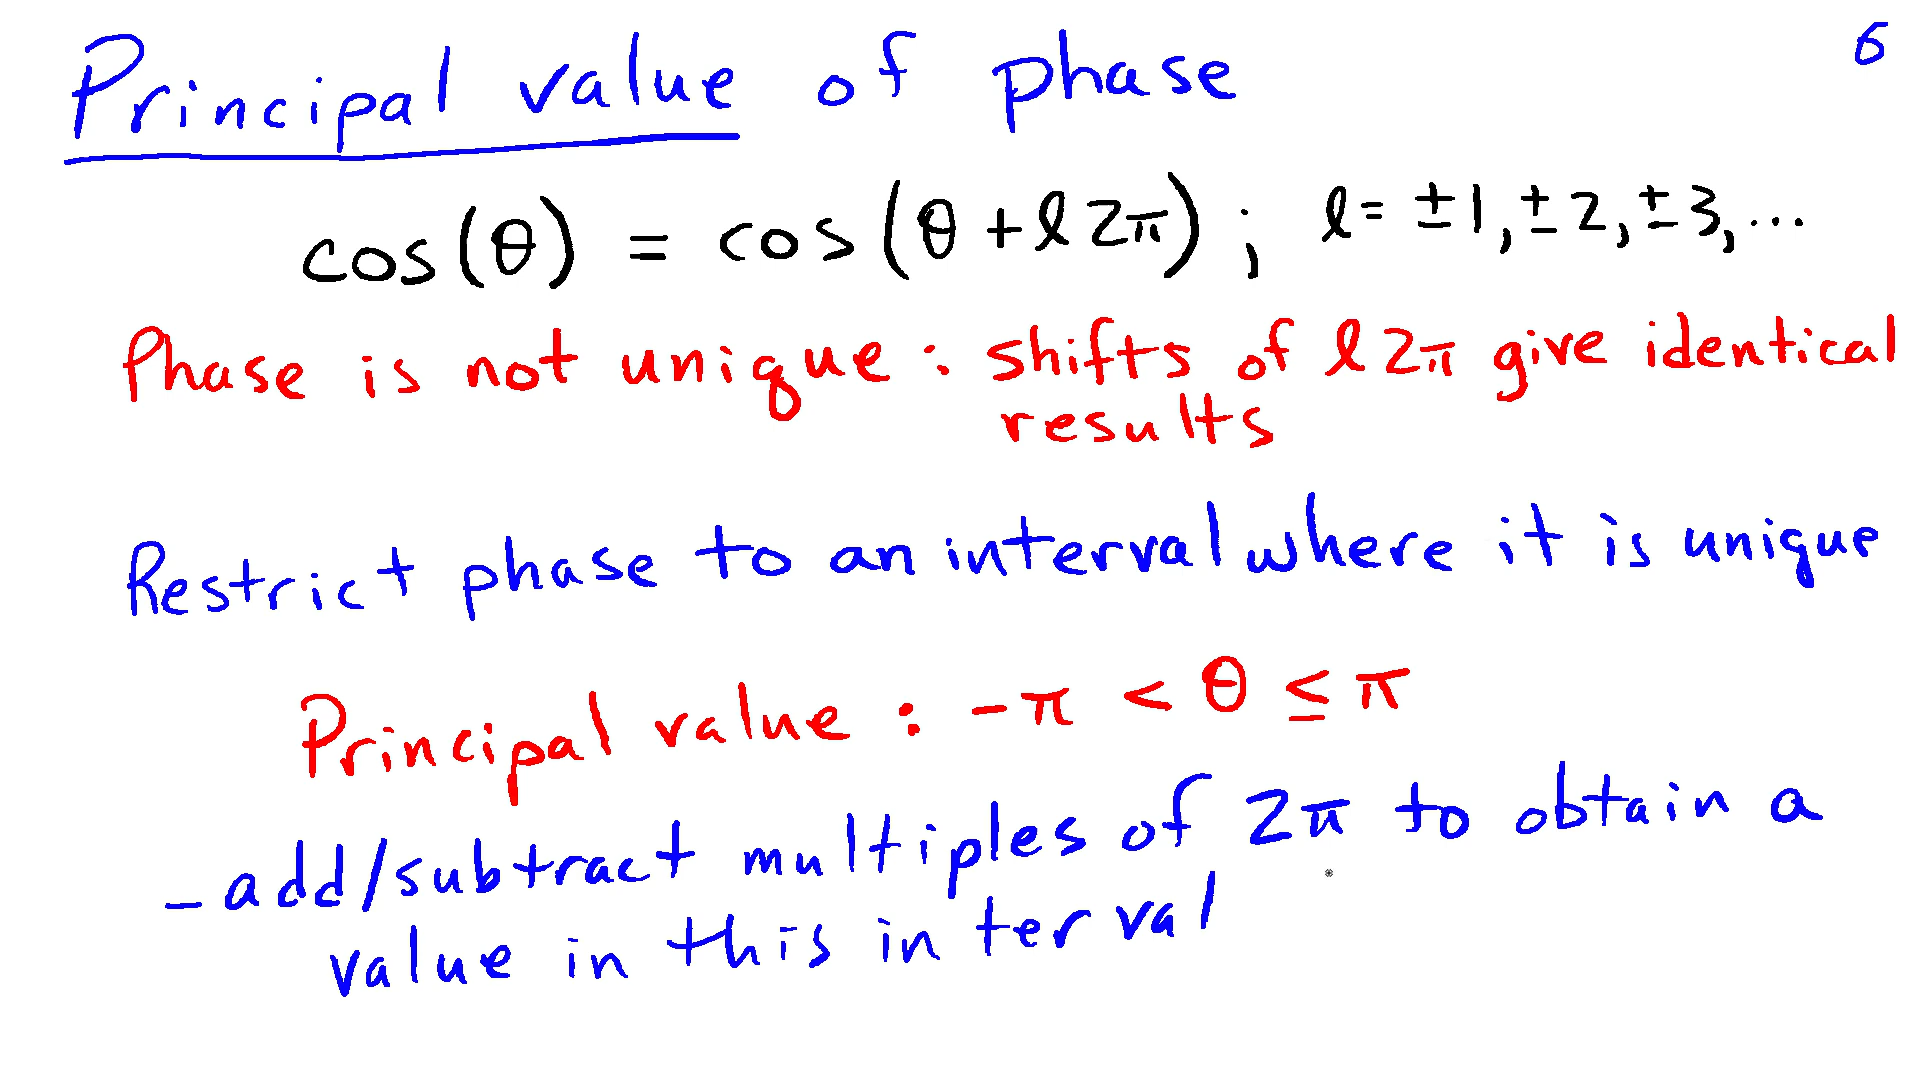 6
Principal value of phase
cos(θ) = cos(θ + ℓ2π) ; ℓ = ±1, ±2, ±3, ...
Phase is not unique : shifts of ℓ2π give identical
results
Restrict phase to an interval where it is unique
Principal value : -π < θ ≤ π
- add/subtract multiples of 2π to obtain a
value in this interval